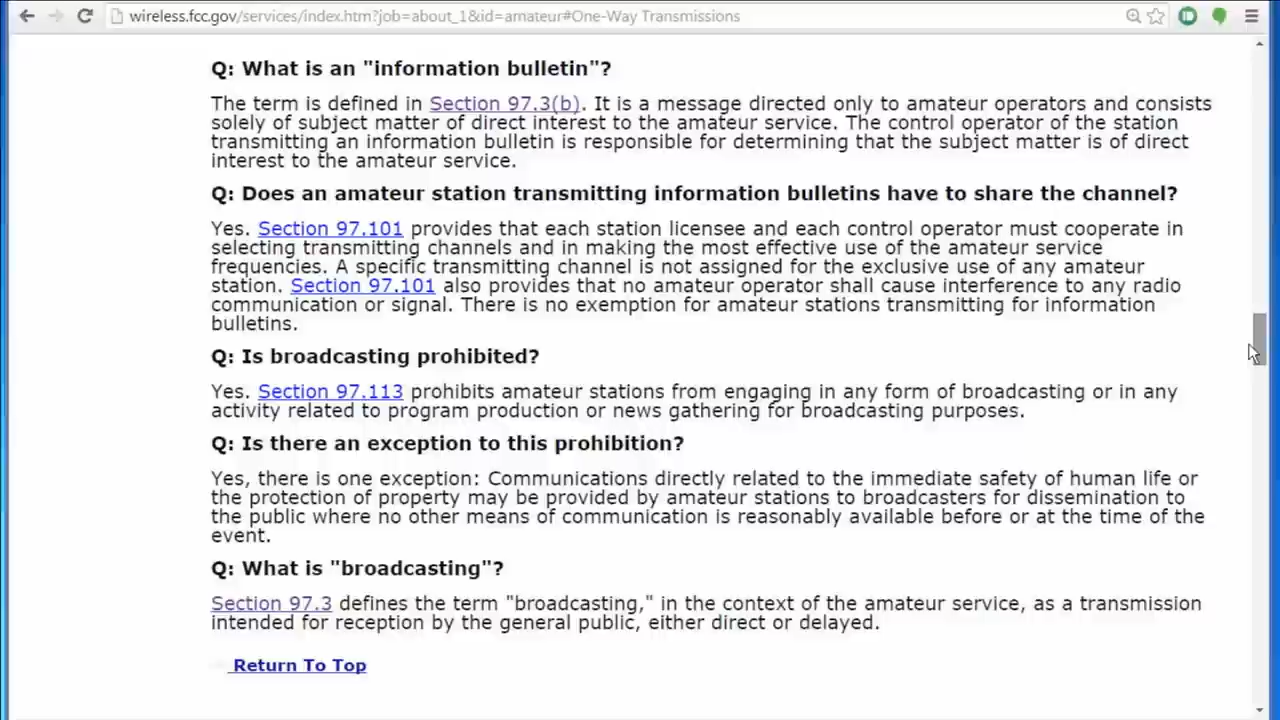 wireless.fcc.gov/services/index.htm?job=about_1&id=amateur#One-Way Transmissions
Q: What is an "information bulletin"?
The term is defined in Section 97.3(b). It is a message directed only to amateur operators and consists
solely of subject matter of direct interest to the amateur service. The control operator of the station
transmitting an information bulletin is responsible for determining that the subject matter is of direct
interest to the amateur service.
Q: Does an amateur station transmitting information bulletins have to share the channel?
Yes. Section 97.101 provides that each station licensee and each control operator must cooperate in
selecting transmitting channels and in making the most effective use of the amateur service
frequencies. A specific transmitting channel is not assigned for the exclusive use of any amateur
station. Section 97.101 also provides that no amateur operator shall cause interference to any radio
communication or signal. There is no exemption for amateur stations transmitting for information
bulletins.
Q: Is broadcasting prohibited?
Yes. Section 97.113 prohibits amateur stations from engaging in any form of broadcasting or in any
activity related to program production or news gathering for broadcasting purposes.
Q: Is there an exception to this prohibition?
Yes, there is one exception: Communications directly related to the immediate safety of human life or
the protection of property may be provided by amateur stations to broadcasters for dissemination to
the public where no other means of communication is reasonably available before or at the time of the
event.
Q: What is "broadcasting"?
Section 97.3 defines the term "broadcasting," in the context of the amateur service, as a transmission
intended for reception by the general public, either direct or delayed.
Return To Top